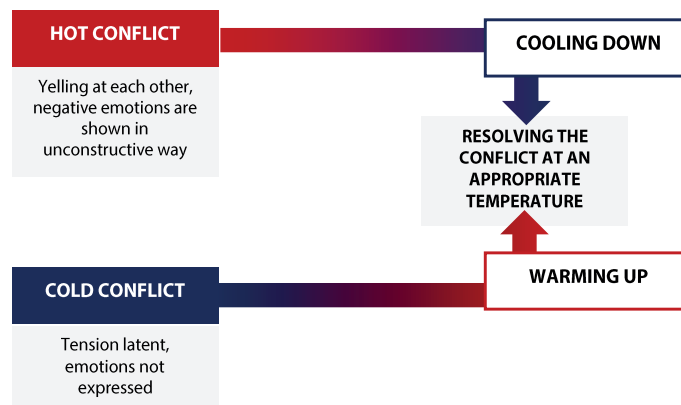 HOT CONFLICT
Yelling at each other,
negative emotions are
shown in
unconstructive way
COOLING DOWN
RESOLVING THE
CONFLICT AT AN
APPROPRIATE
TEMPERATURE
WARMING UP
COLD CONFLICT
Tension latent,
emotions not
expressed